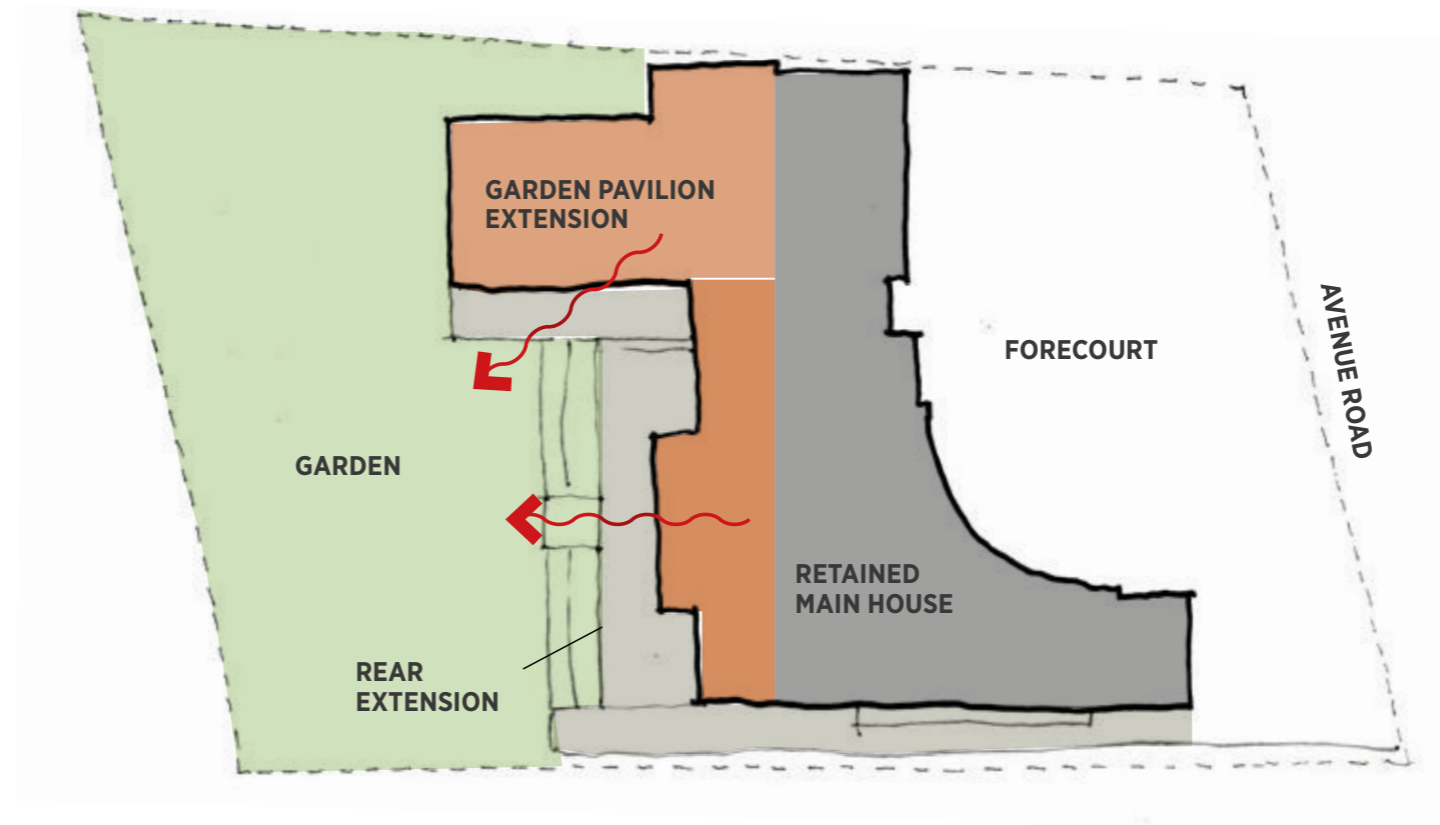 GARDEN PAVILION
EXTENSION
FORECOURT
AVENUE ROAD
GARDEN
RETAINED
MAIN HOUSE
REAR
EXTENSION